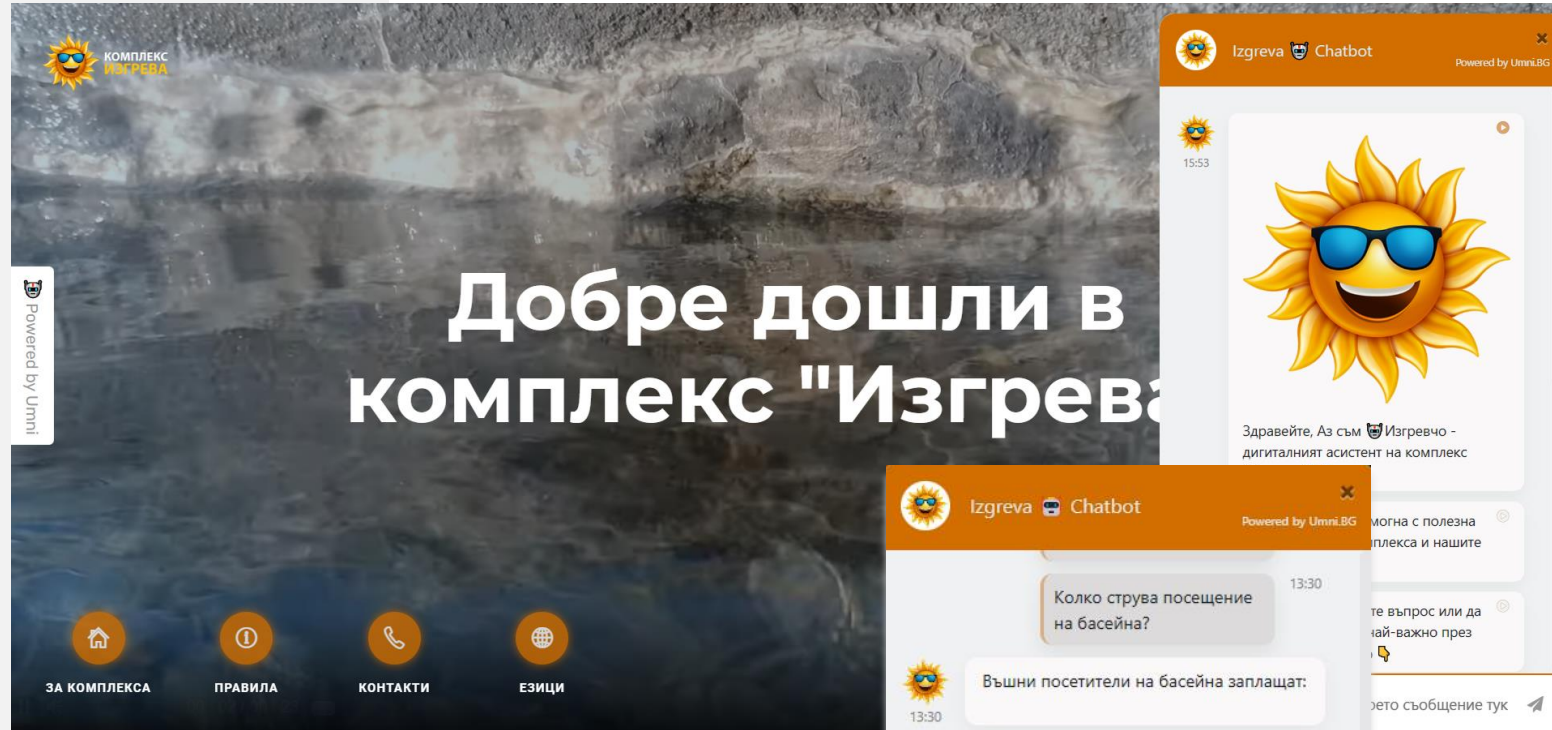 КОМПЛЕКС
ИЗГРЕВА
Powered by Umni
Добре дошли в
комплекс "Изгрева
ЗА КОМПЛЕКСА
ПРАВИЛА
КОНТАКТИ
ЕЗИЦИ
Izgreva Chatbot
Powered by Umni.BG
15:53
Здравейте, Аз съм Изгревчо -
дигиталният асистент на комплекс
могна с полезна
плекса и нашите
те въпрос или да
най-важно през
ето съобщение тук
Izgreva Chatbot
Powered by Umni.BG
Колко струва посещение
на басейна?
13:30
Външни посетители на басейна заплащат:
13:30